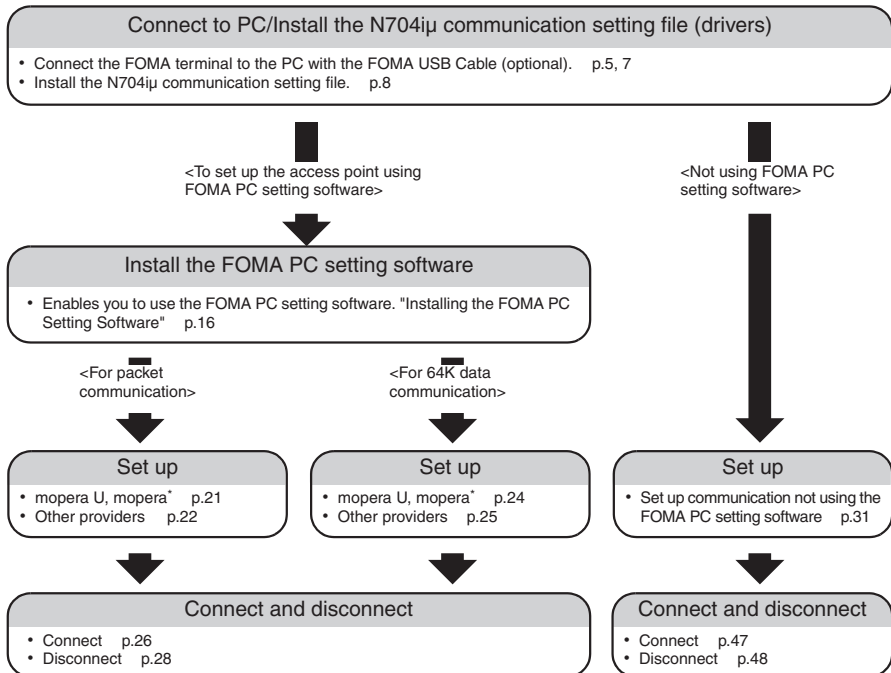 Connect to PC/Install the N704iµ communication setting file (drivers)
• Connect the FOMA terminal to the PC with the FOMA USB Cable (optional). p.5, 7
• Install the N704iµ communication setting file. p.8
<To set up the access point using
FOMA PC setting software>
<Not using FOMA PC
setting software>
Install the FOMA PC setting software
• Enables you to use the FOMA PC setting software. "Installing the FOMA PC
Setting Software" p.16
<For packet
communication>
<For 64K data
communication>
Set up
• mopera U, mopera* p.21
• Other providers p.22
Set up
• mopera U, mopera* p.24
• Other providers p.25
Set up
• Set up communication not using the
FOMA PC setting software p.31
Connect and disconnect
• Connect p.26
• Disconnect p.28
Connect and disconnect
• Connect p.47
• Disconnect p.48